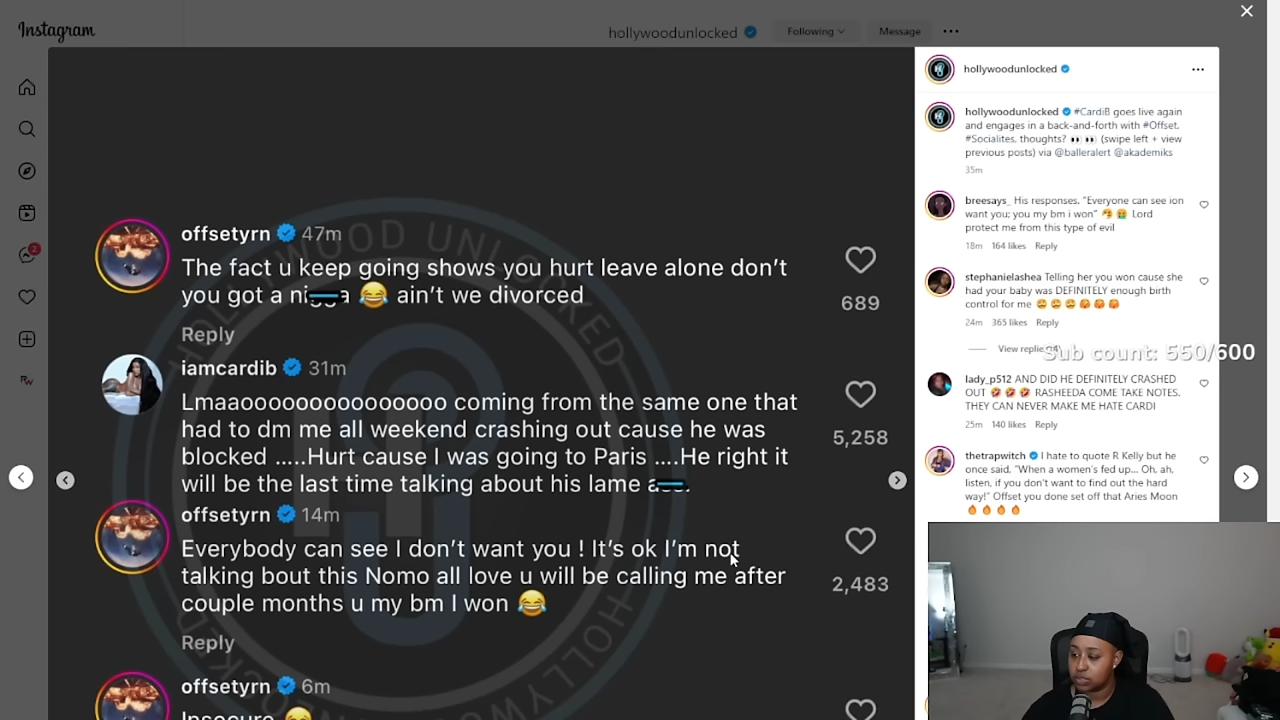 Instagram
hollywoodunlocked
Following
Message
offsetyrn 47m
The fact u keep going shows you hurt leave alone don't
you got a nigga 😂 ain't we divorced
689
Reply
iamcardib 31m
Lmaaooooooooooooooo coming from the same one that
had to dm me all weekend crashing out cause he was
blocked .....Hurt cause I was going to Paris ....He right it
will be the last time talking about his lame ass.
5,258
offsetyrn 14m
Everybody can see I don't want you ! It's ok I'm not
talking bout this Nomo all love u will be calling me after
couple months u my bm I won 😂
2,483
Reply
offsetyrn 6m
Insecure 😂
HOLLYWOOD UNLOCKED
2
RW
hollywoodunlocked
hollywoodunlocked #CardiB goes live again
and engages in a back-and-forth with #Offset.
#Socialites, thoughts? 👀 👀 (swipe left + view
previous posts) via @balleralert @akademiks
35m
breesays_ His responses, "Everyone can see ion
want you; you my bm i won" 🤧 🤮 Lord
protect me from this type of evil
18m 164 likes Reply
stephanielashea Telling her you won cause she
had your baby was DEFINITELY enough birth
control for me 😩 😩 😩
24m 365 likes Reply
View replies
Sub count: 550/600
lady_p512 AND DID HE DEFINITELY CRASHED
OUT 🤣 🤣 🤣 RASHEEDA COME TAKE NOTES.
THEY CAN NEVER MAKE ME HATE CARDI
25m 140 likes Reply
thetrapwitch I hate to quote R Kelly but he
once said, "When a women's fed up... Oh, ah,
listen, if you don't want to find out the hard
way!" Offset you done set off that Aries Moon
🔥 🔥 🔥 🔥